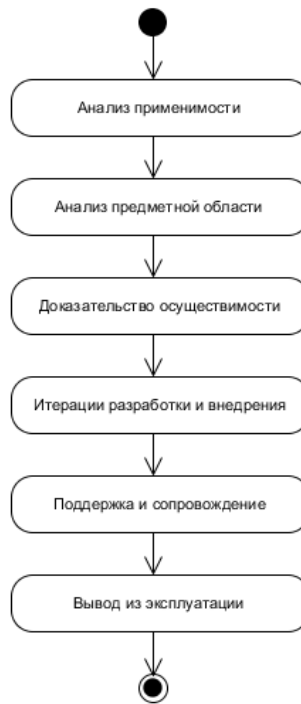 Анализ применимости
Анализ предметной области
Доказательство осуществимости
Итерации разработки и внедрения
Поддержка и сопровождение
Вывод из эксплуатации